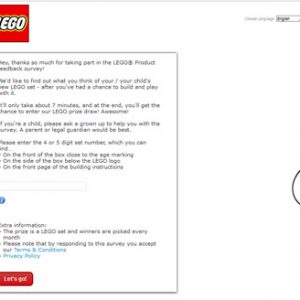 LEGO
Choose Language: English
Hey, thanks so much for taking part in the LEGO® Product
feedback survey!
We'd like to find out what you think of your / your child's
new LEGO set - after you've had a chance to build and play
with it.
It'll only take about 7 minutes, and at the end, you'll get the
chance to enter our LEGO prize draw! Awesome!
If you're a child, please ask a grown up to help you with the
survey. A parent or legal guardian would be best.
Please enter the 4 or 5 digit set number, which you can
find...
• On the front of the box close to the age marking
• On the side of the box below the LEGO logo
• On the front page of the building instructions
Extra information:
• The prize is a LEGO set and winners are picked every
month
• Please note that by responding to this survey you accept
our Terms & Conditions
• Privacy Policy
Let's go!